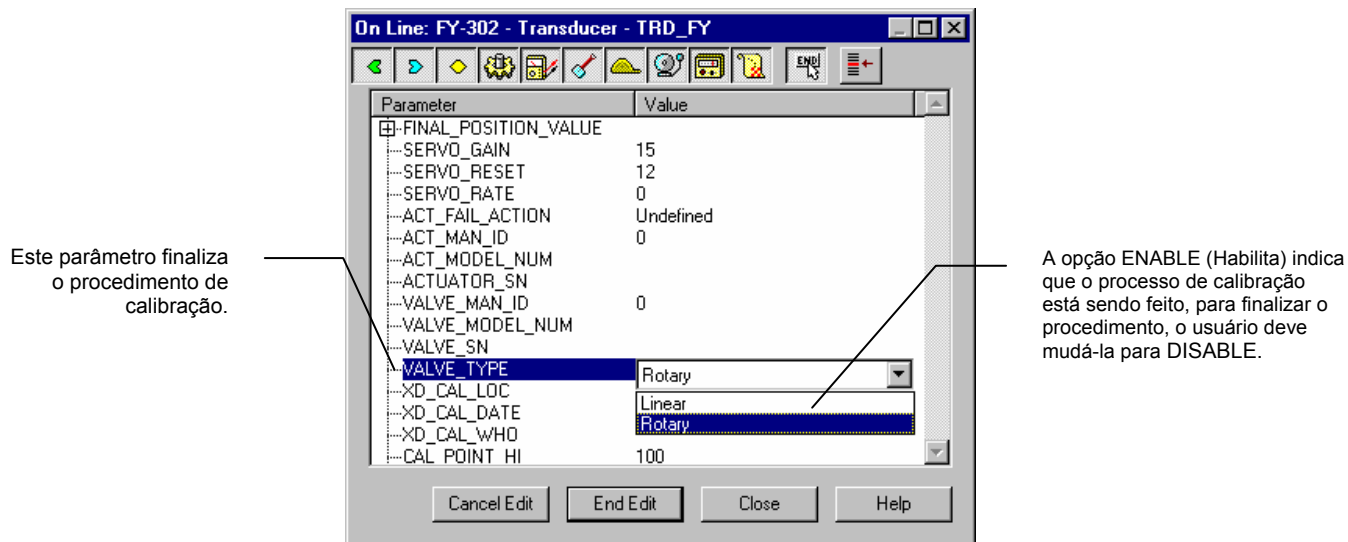 On Line: FY-302 - Transducer - TRD_FY
END
Parameter Value
FINAL_POSITION_VALUE
SERVO_GAIN 15
SERVO_RESET 12
SERVO_RATE 0
ACT_FAIL_ACTION Undefined
ACT_MAN_ID 0
ACT_MODEL_NUM
ACTUATOR_SN
VALVE_MAN_ID 0
VALVE_MODEL_NUM
VALVE_SN
VALVE_TYPE Rotary
Linear
Rotary
XD_CAL_LOC
XD_CAL_DATE
XD_CAL_WHO
CAL_POINT_HI 100
Cancel Edit End Edit Close Help
Este parâmetro finaliza
o procedimento de
calibração.
A opção ENABLE (Habilita) indica
que o processo de calibração
está sendo feito, para finalizar o
procedimento, o usuário deve
mudá-la para DISABLE.